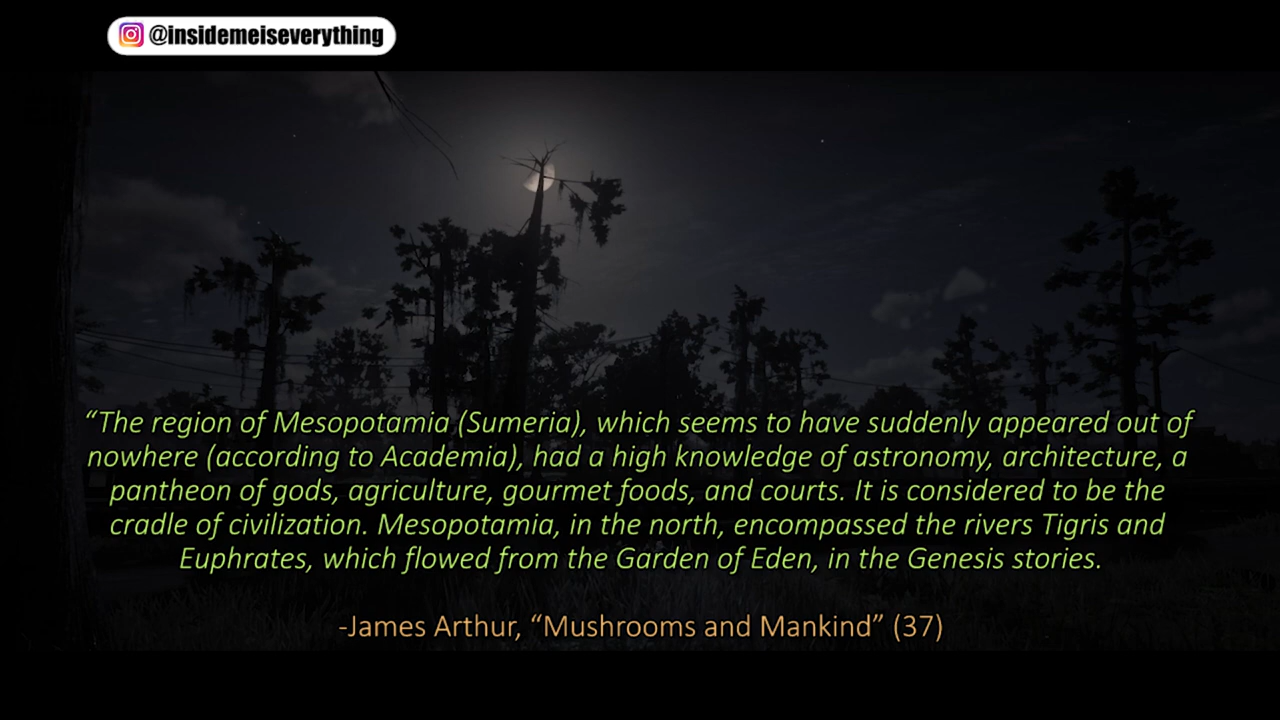 @insidemeiseverything
“The region of Mesopotamia (Sumeria), which seems to have suddenly appeared out of
nowhere (according to Academia), had a high knowledge of astronomy, architecture, a
pantheon of gods, agriculture, gourmet foods, and courts. It is considered to be the
cradle of civilization. Mesopotamia, in the north, encompassed the rivers Tigris and
Euphrates, which flowed from the Garden of Eden, in the Genesis stories.
-James Arthur, “Mushrooms and Mankind” (37)